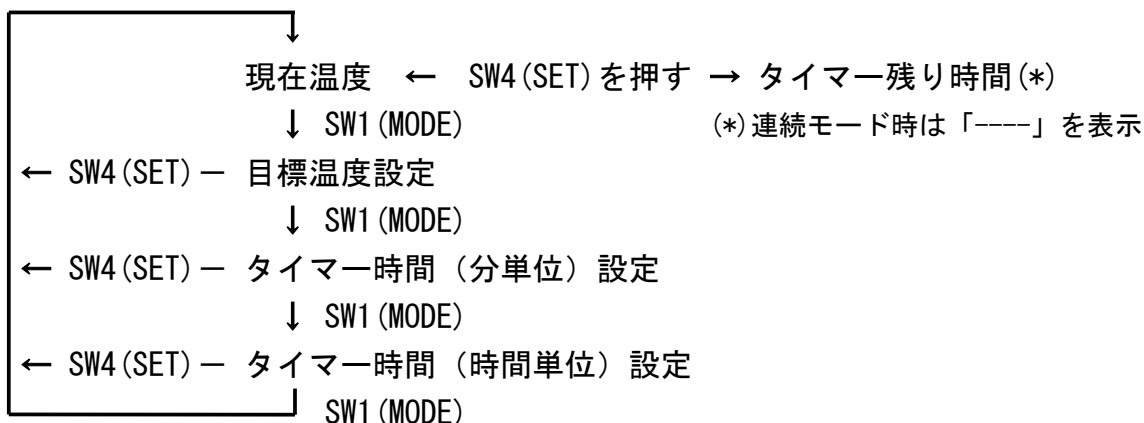 現在温度 ← SW4(SET)を押す → タイマー残り時間(*)
↓ SW1(MODE)
(*)連続モード時は「----」を表示
← SW4(SET)－ 目標温度設定
↓ SW1(MODE)
← SW4(SET)－ タイマー時間（分単位）設定
↓ SW1(MODE)
← SW4(SET)－ タイマー時間（時間単位）設定
SW1(MODE)